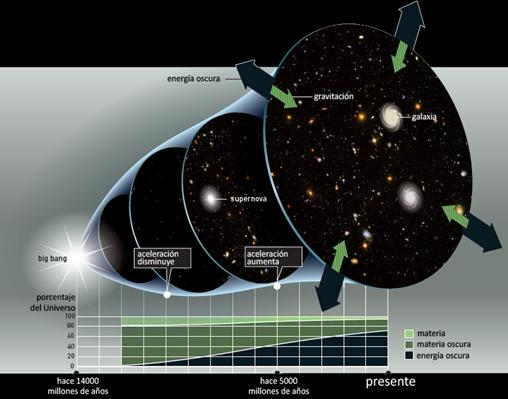 energía oscura
gravitación
galaxia
supernova
big bang
aceleración
disminuye
aceleración
aumenta
porcentaje
del Universo
100
80
60
40
20
0
materia
materia oscura
energía oscura
hace 14000
millones de años
hace 5000
millones de años
presente